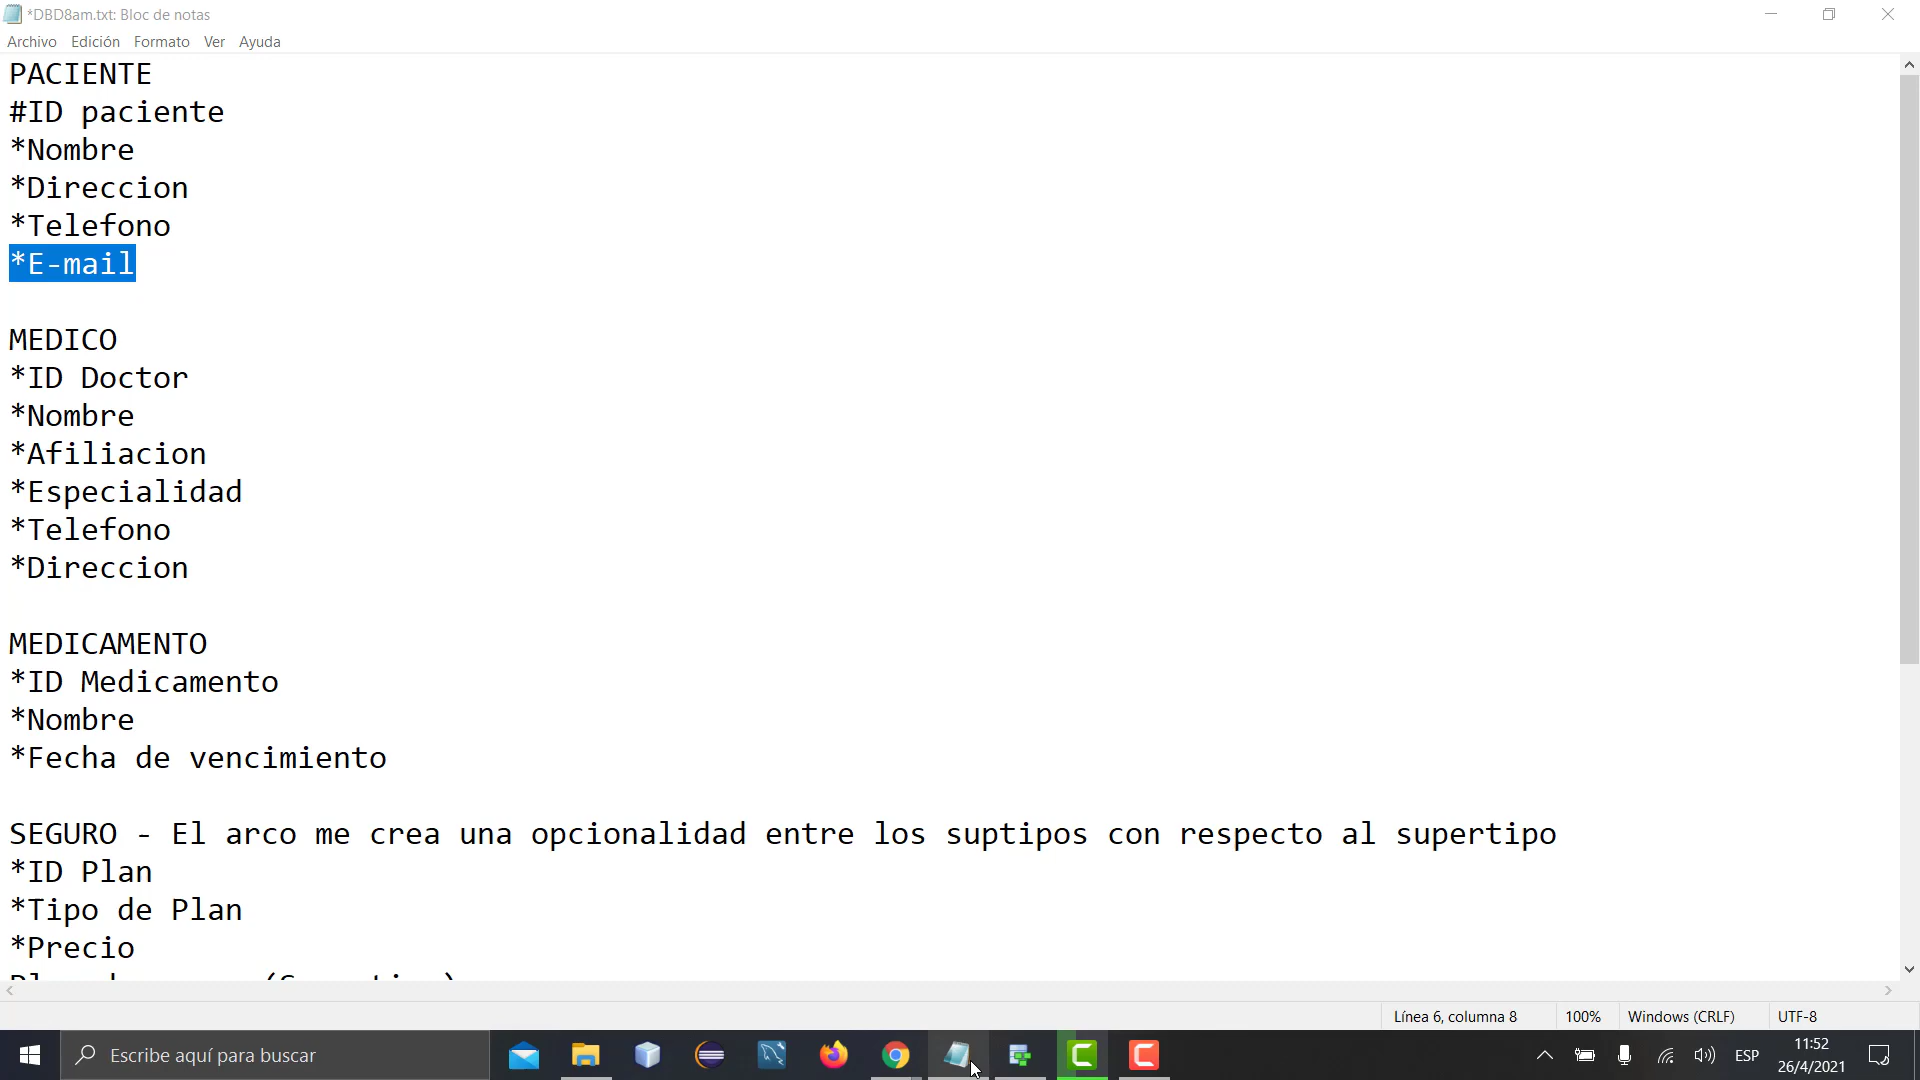 *DBD8am.txt: Bloc de notas
Archivo Edición Formato Ver Ayuda
PACIENTE
#ID paciente
*Nombre
*Direccion
*Telefono
*E-mail
MEDICO
*ID Doctor
*Nombre
*Afiliacion
*Especialidad
*Telefono
*Direccion
MEDICAMENTO
*ID Medicamento
*Nombre
*Fecha de vencimiento
SEGURO - El arco me crea una opcionalidad entre los suptipos con respecto al supertipo
*ID Plan
*Tipo de Plan
*Precio
Línea 6, columna 8 100% Windows (CRLF) UTF-8
Escribe aquí para buscar
ESP
11:52
26/4/2021